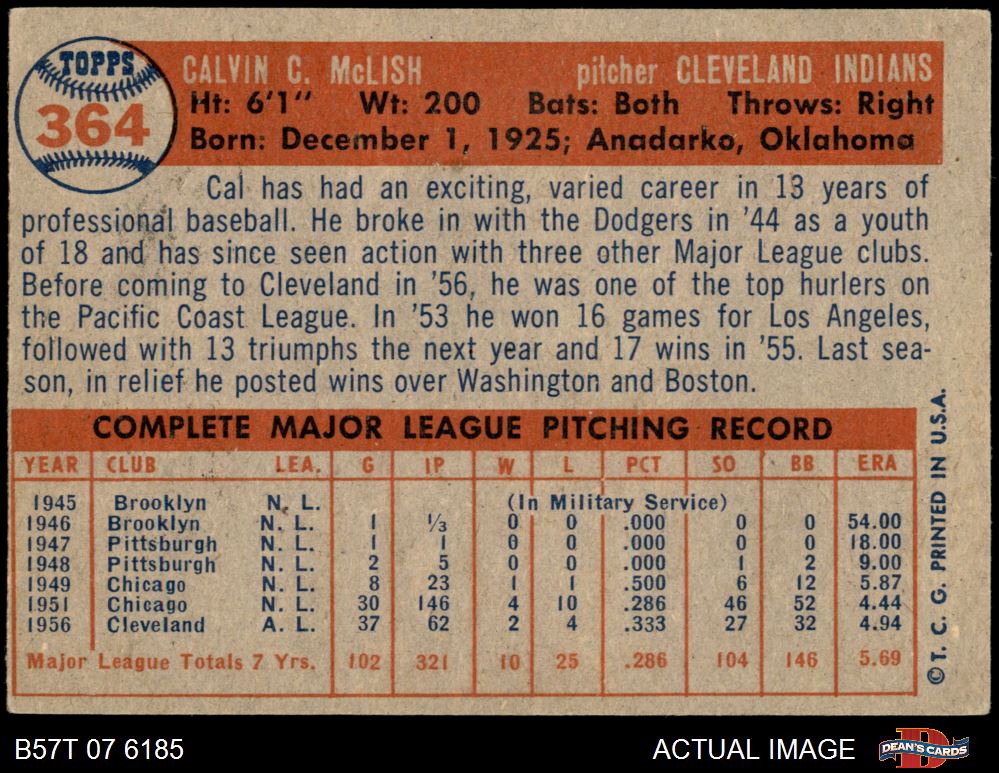 TOPPS
364
CALVIN C. McLISH pitcher CLEVELAND INDIANS
Ht: 6'1" Wt: 200 Bats: Both Throws: Right
Born: December 1, 1925; Anadarko, Oklahoma
Cal has had an exciting, varied career in 13 years of
professional baseball. He broke in with the Dodgers in '44 as a youth
of 18 and has since seen action with three other Major League clubs.
Before coming to Cleveland in '56, he was one of the top hurlers on
the Pacific Coast League. In '53 he won 16 games for Los Angeles,
followed with 13 triumphs the next year and 17 wins in '55. Last sea-
son, in relief he posted wins over Washington and Boston.
COMPLETE MAJOR LEAGUE PITCHING RECORD
YEAR CLUB LEA. G IP W L PCT SO BB ERA
1945 Brooklyn N. L. (In Military Service)
1946 Brooklyn N. L. 1 1/3 0 0 .000 0 0 54.00
1947 Pittsburgh N. L. 1 1 0 0 .000 0 0 18.00
1948 Pittsburgh N. L. 2 5 0 0 .000 1 2 9.00
1949 Chicago N. L. 8 23 1 1 .500 6 12 5.87
1951 Chicago N. L. 30 146 4 10 .286 46 52 4.44
1956 Cleveland A. L. 37 62 2 4 .333 27 32 4.94
Major League Totals 7 Yrs. 102 321 10 25 .286 104 146 5.69
©T. C. G. PRINTED IN U.S.A.
B57T 07 6185 ACTUAL IMAGE DEAN'S CARDS